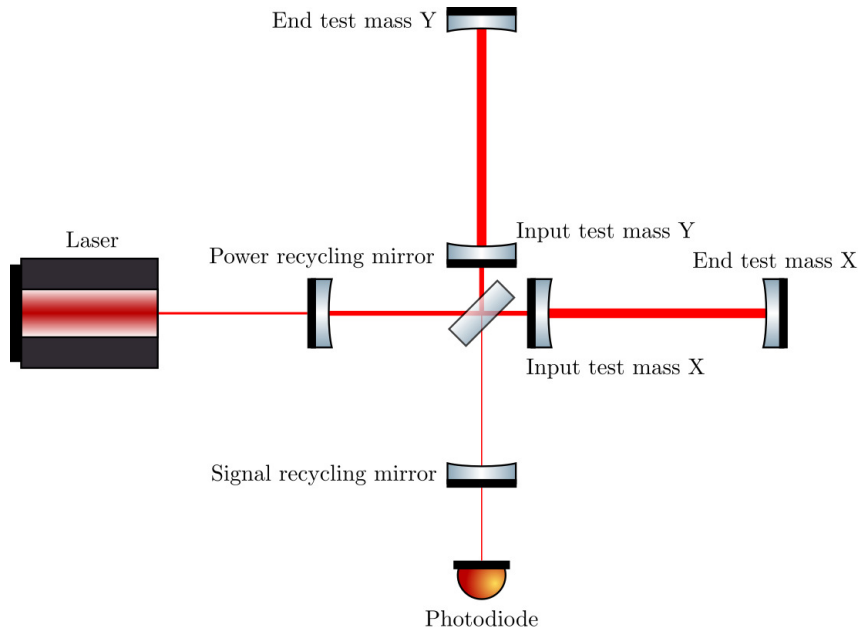 End test mass Y
Input test mass Y
Laser
Power recycling mirror
End test mass X
Input test mass X
Signal recycling mirror
Photodiode